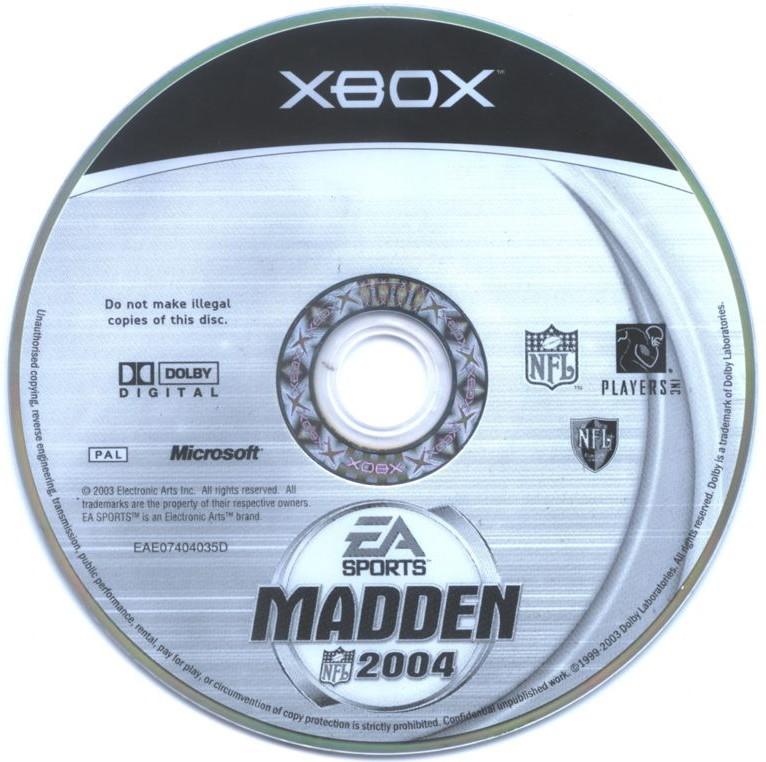 XBOX™
Do not make illegal
copies of this disc.
DOLBY
DIGITAL
NFL™
PLAYERS INC®
NFL
PAL
Microsoft®
XBOX
© 2003 Electronic Arts Inc. All rights reserved. All
trademarks are the property of their respective owners.
EA SPORTS™ is an Electronic Arts™ brand.
EAE07404035D
EA
SPORTS™
MADDEN
NFL 2004
Unauthorised copying, reverse engineering, transmission, public performance, rental, pay for play, or circumvention of copy protection is strictly prohibited. Confidential unpublished work. ©1999-2003 Dolby Laboratories. All rights reserved. Dolby is a trademark of Dolby Laboratories.